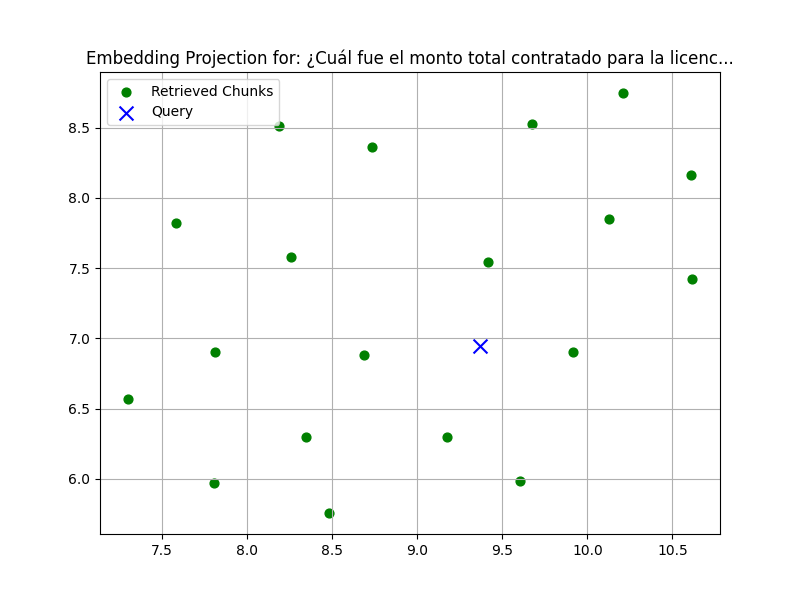 Embedding Projection for: ¿Cuál fue el monto total contratado para la licenc...
Retrieved Chunks
Query
8.5
8.0
7.5
7.0
6.5
6.0
7.5 8.0 8.5 9.0 9.5 10.0 10.5